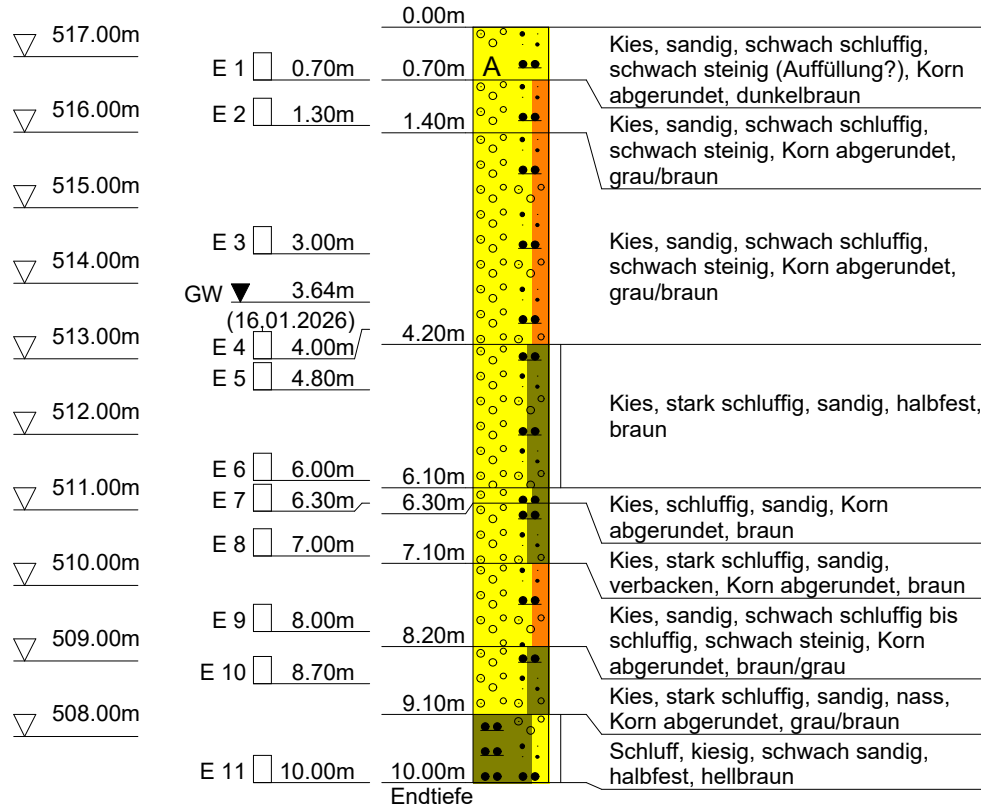 0.00m
517.00m
Kies, sandig, schwach schluffig,
schwach steinig (Auffüllung?), Korn
abgerundet, dunkelbraun
E 1 0.70m 0.70m A
516.00m
E 2 1.30m 1.40m
Kies, sandig, schwach schluffig,
schwach steinig, Korn abgerundet,
grau/braun
515.00m
E 3 3.00m
Kies, sandig, schwach schluffig,
schwach steinig, Korn abgerundet,
grau/braun
514.00m
GW 3.64m
(16,01.2026)
513.00m
4.20m
E 4 4.00m
E 5 4.80m
512.00m
Kies, stark schluffig, sandig, halbfest,
braun
E 6 6.00m 6.10m
511.00m
E 7 6.30m 6.30m
Kies, schluffig, sandig, Korn
abgerundet, braun
E 8 7.00m 7.10m
510.00m
Kies, stark schluffig, sandig,
verbacken, Korn abgerundet, braun
E 9 8.00m 8.20m
Kies, sandig, schwach schluffig bis
schluffig, schwach steinig, Korn
abgerundet, braun/grau
509.00m
E 10 8.70m
9.10m
Kies, stark schluffig, sandig, nass,
Korn abgerundet, grau/braun
508.00m
Schluff, kiesig, schwach sandig,
halbfest, hellbraun
E 11 10.00m 10.00m
Endtiefe